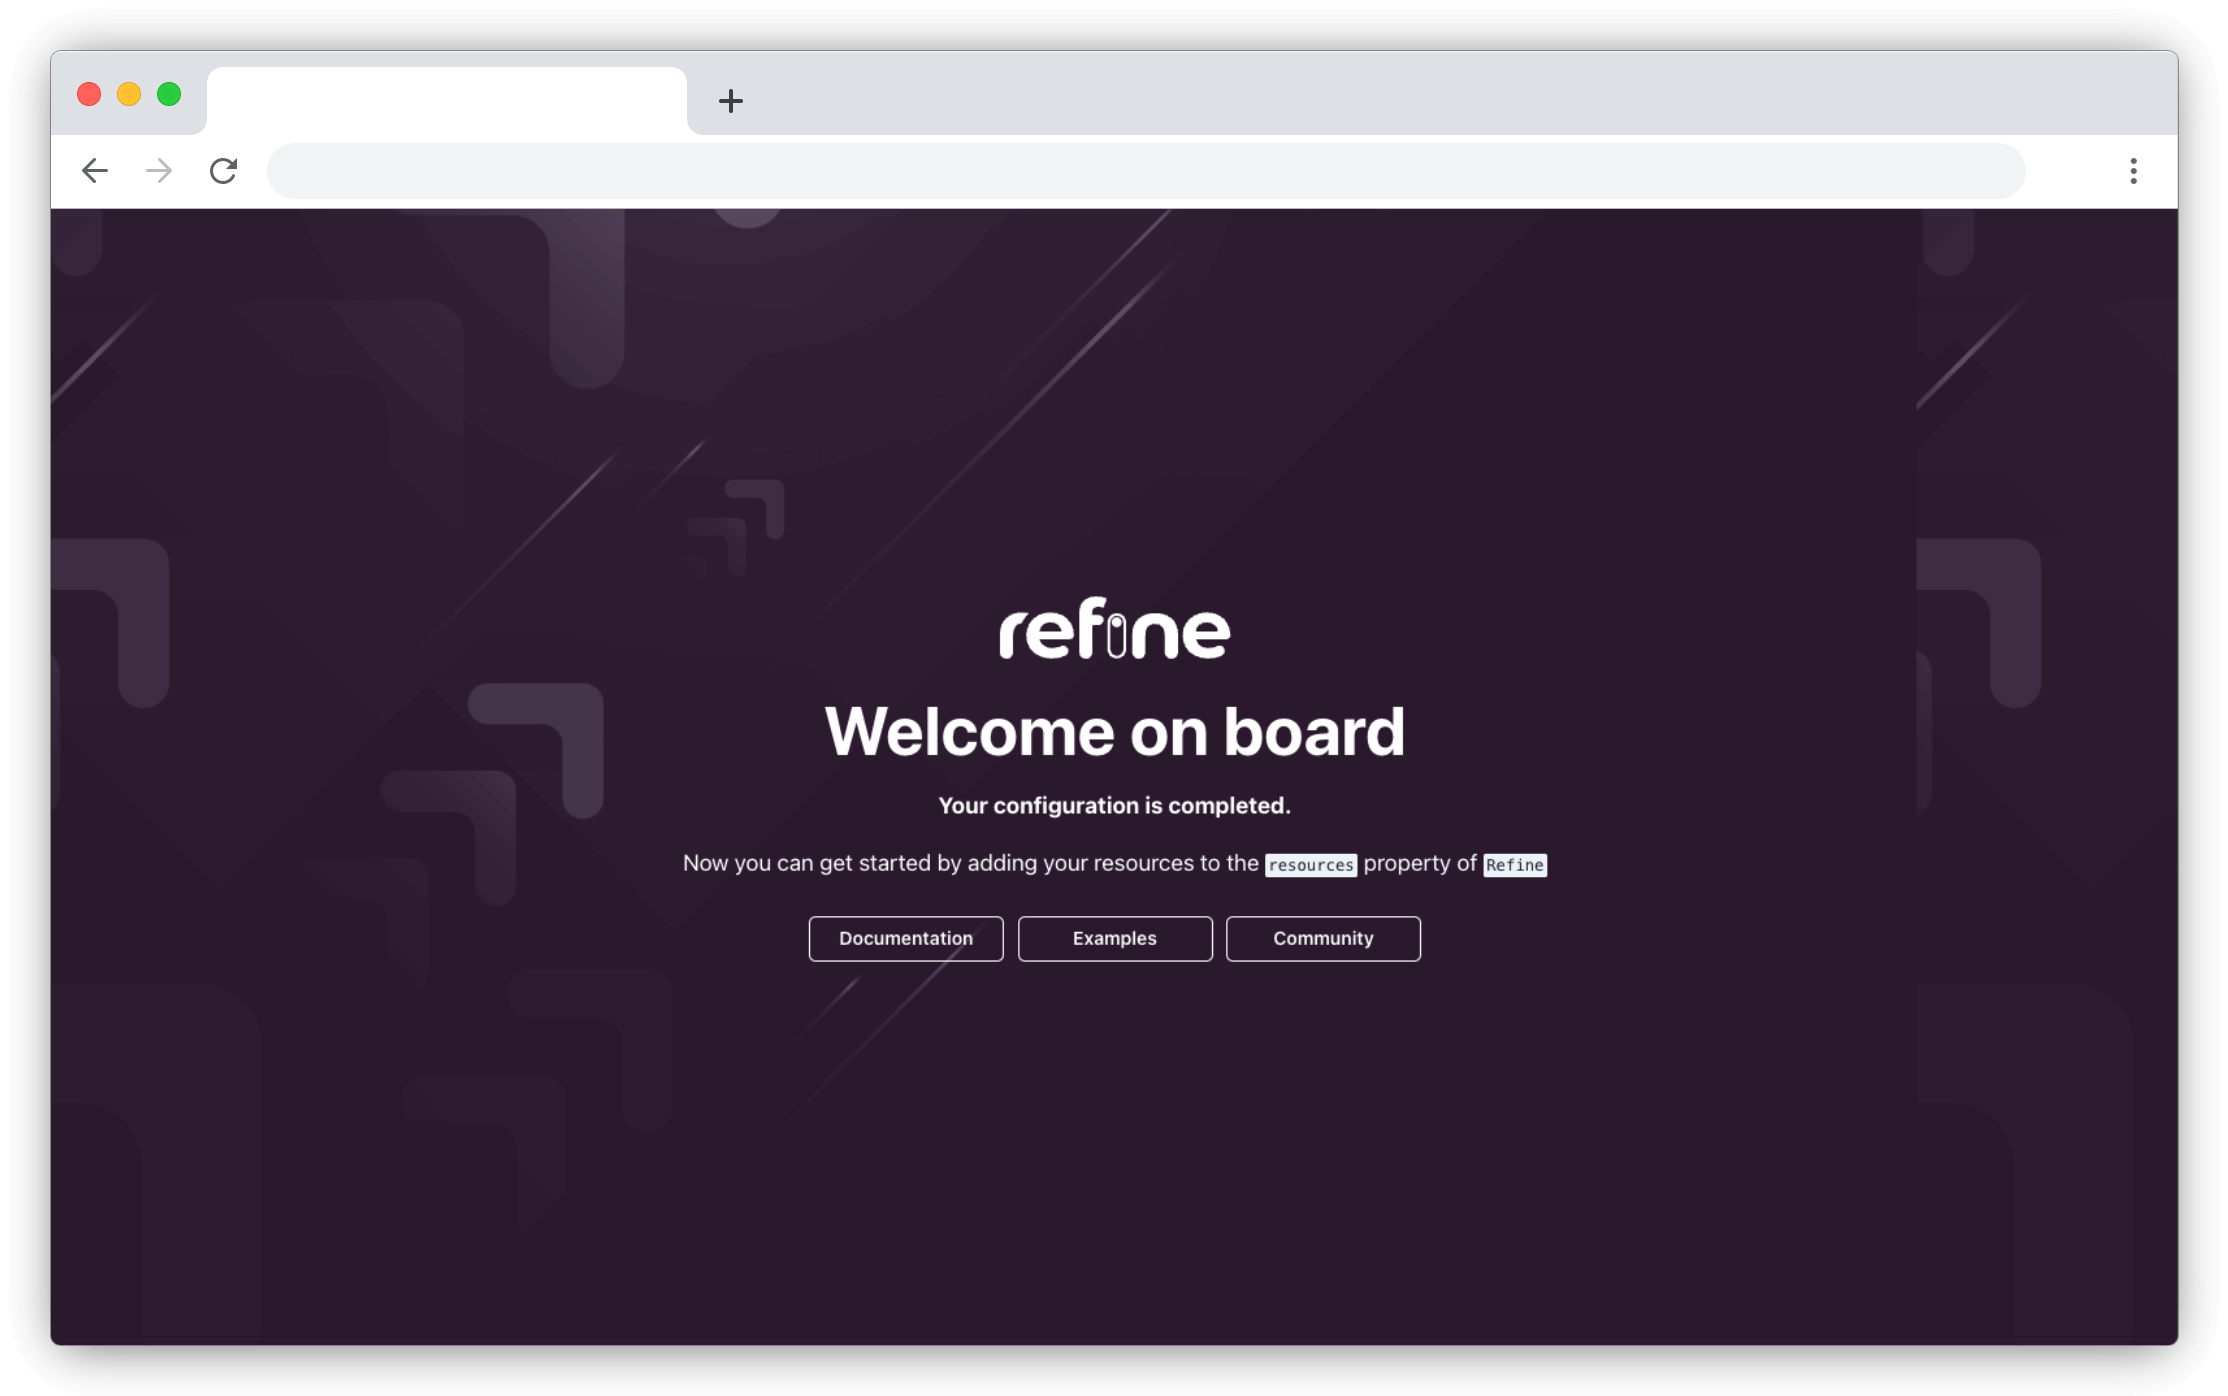 refine
Welcome on board
Your configuration is completed.
Now you can get started by adding your resources to the resources property of Refine
Documentation Examples Community